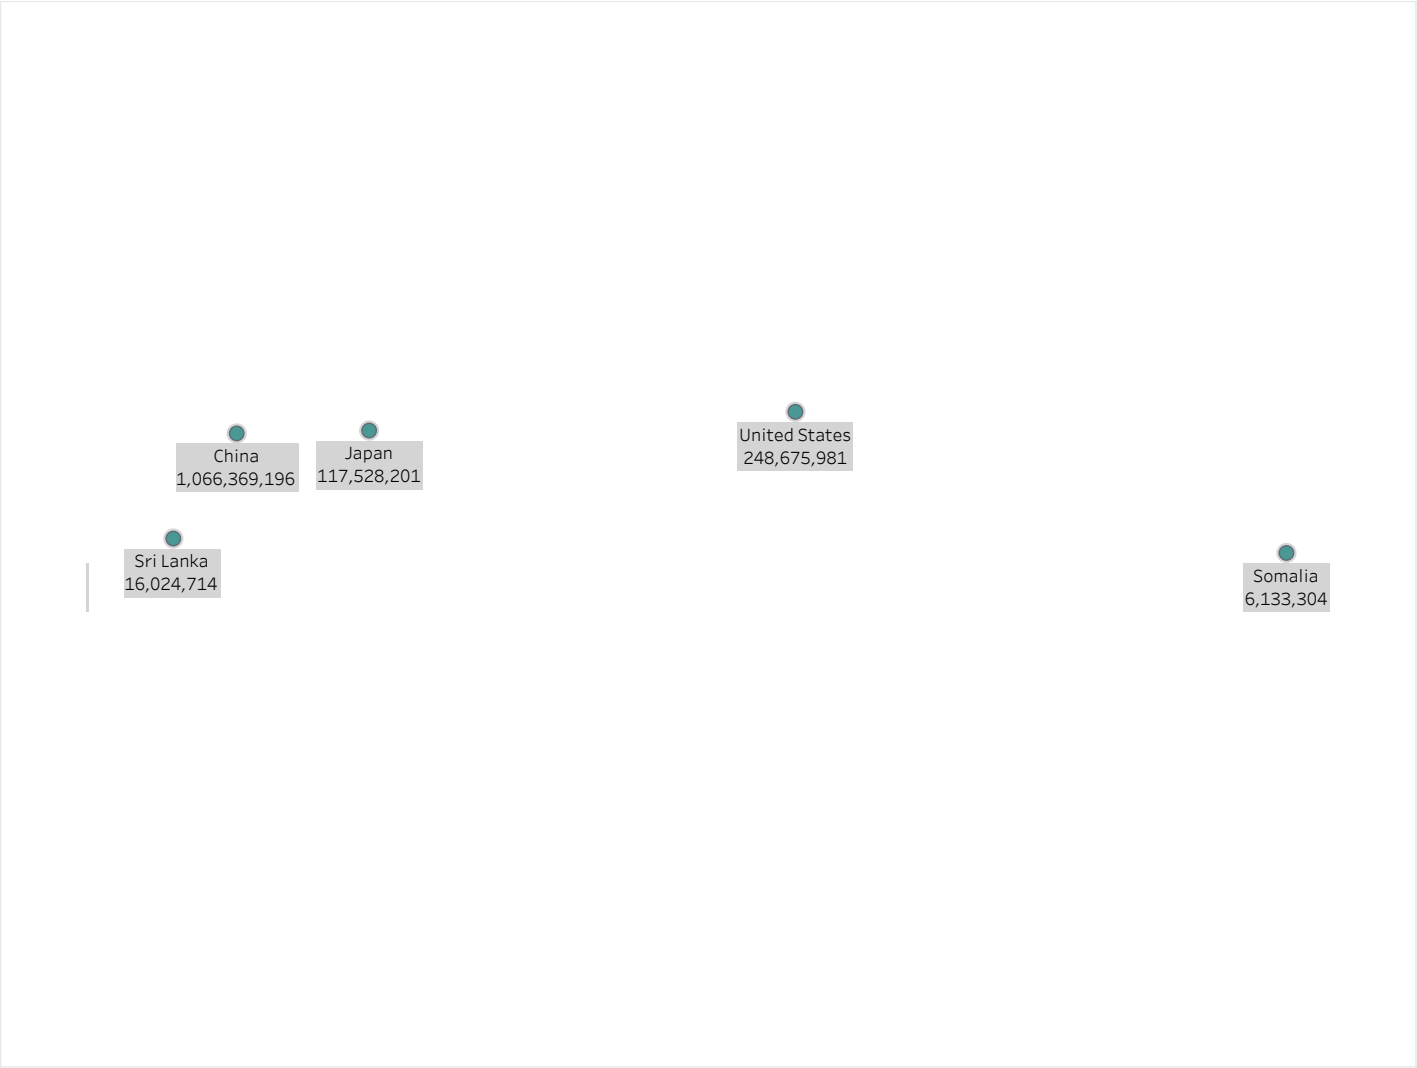 United States
248,675,981
China
1,066,369,196
Japan
117,528,201
Sri Lanka
16,024,714
Somalia
6,133,304